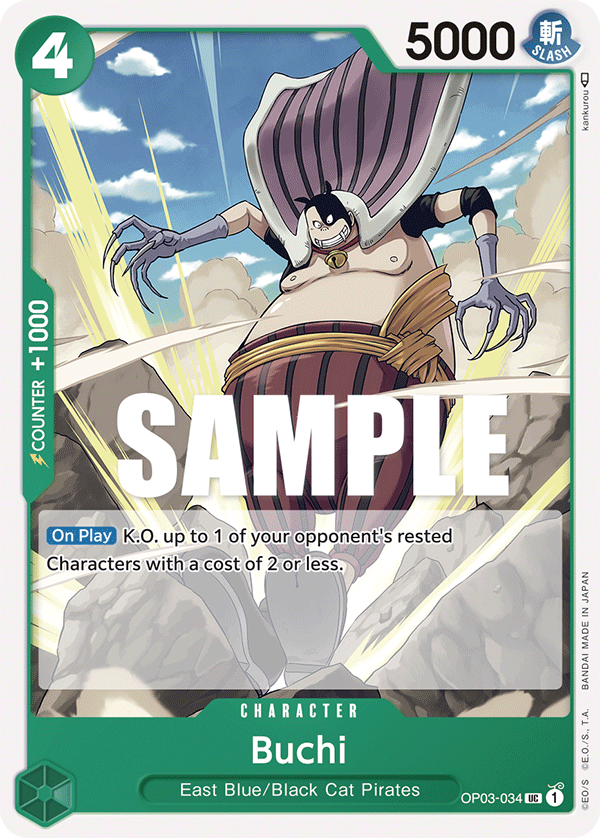 4
5000
斬
SLASH
kankurou
COUNTER +1000
SAMPLE
On Play K.O. up to 1 of your opponent's rested
Characters with a cost of 2 or less.
CHARACTER
Buchi
East Blue/Black Cat Pirates
OP03-034 UC 1
©EO/S ©E.O./S., T.A. BANDAI MADE IN JAPAN